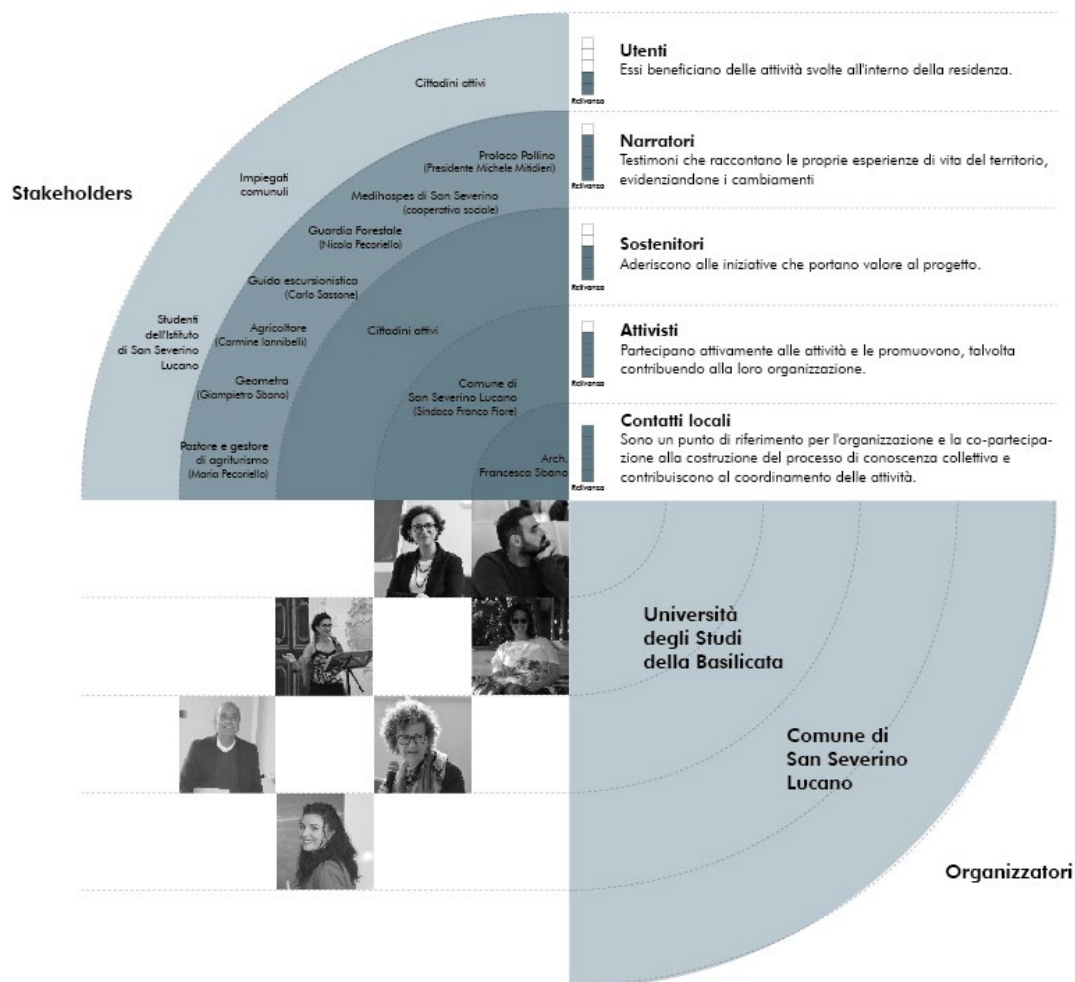 Utenti
Essi beneficiano delle attività svolte all'interno della residenza.
Relivanza
Cittadini attivi
Narratori
Testimoni che raccontano le proprie esperienze di vita del territorio,
evidenziandone i cambiamenti
Relivanza
Proloco Pollino
(Presidente Michele Mitidieri)
Stakeholders
Impiegati
comunuli
Medihospes di San Severino
(cooperativa sociale)
Guardia Forestale
(Nicola Pecoriello)
Sostenitori
Aderiscono alle iniziative che portano valore al progetto.
Relivanza
Guida escursionistica
(Carlo Sassone)
Studenti
dell'Istituto
di San Severino
Lucano
Agricoltore
(Carmine Iannibelli)
Cittadini attivi
Attivisti
Partecipano attivamente alle attività e le promuovono, talvolta
contribuendo alla loro organizzazione.
Relivanza
Geometra
(Giampietro Sbano)
Comune di
San Severino Lucano
(Sindaco Franco Fiore)
Contatti locali
Sono un punto di riferimento per l'organizzazione e la co-partecipa-
zione alla costruzione del processo di conoscenza collettiva e
contribuiscono al coordinamento delle attività.
Relivanza
Pastore e gestore
di agriturismo
(Maria Pecoriello)
Arch.
Francesca Sbano
Università
degli Studi
della Basilicata
Comune di
San Severino
Lucano
Organizzatori